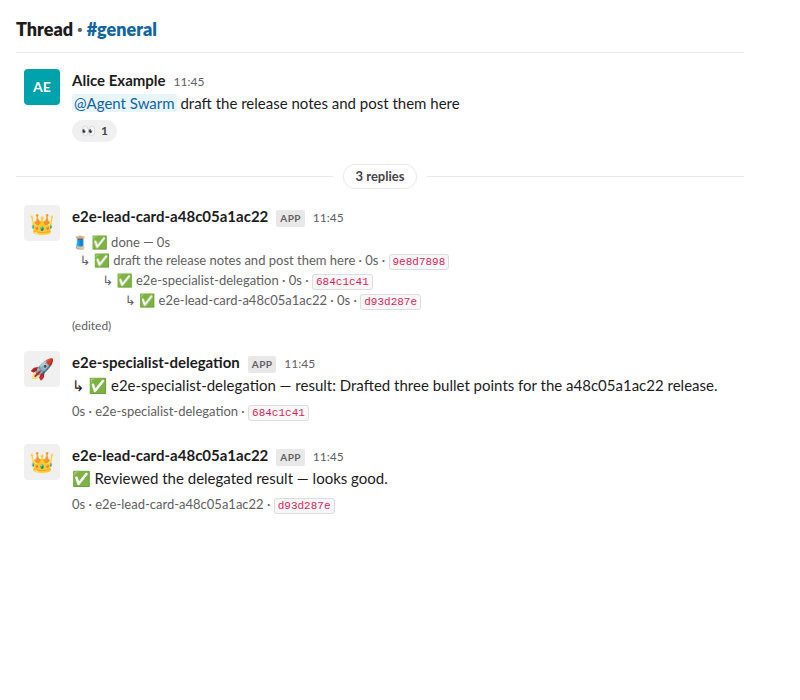 Thread • #general
AE
Alice Example 11:45
@Agent Swarm draft the release notes and post them here
👀 1
3 replies
e2e-lead-card-a48c05a1ac22 APP 11:45
🧵 ✅ done — 0s
↳ ✅ draft the release notes and post them here · 0s · 9e8d7898
↳ ✅ e2e-specialist-delegation · 0s · 684c1c41
↳ ✅ e2e-lead-card-a48c05a1ac22 · 0s · d93d287e
(edited)
e2e-specialist-delegation APP 11:45
↳ ✅ e2e-specialist-delegation — result: Drafted three bullet points for the a48c05a1ac22 release.
0s · e2e-specialist-delegation · 684c1c41
e2e-lead-card-a48c05a1ac22 APP 11:45
✅ Reviewed the delegated result — looks good.
0s · e2e-lead-card-a48c05a1ac22 · d93d287e